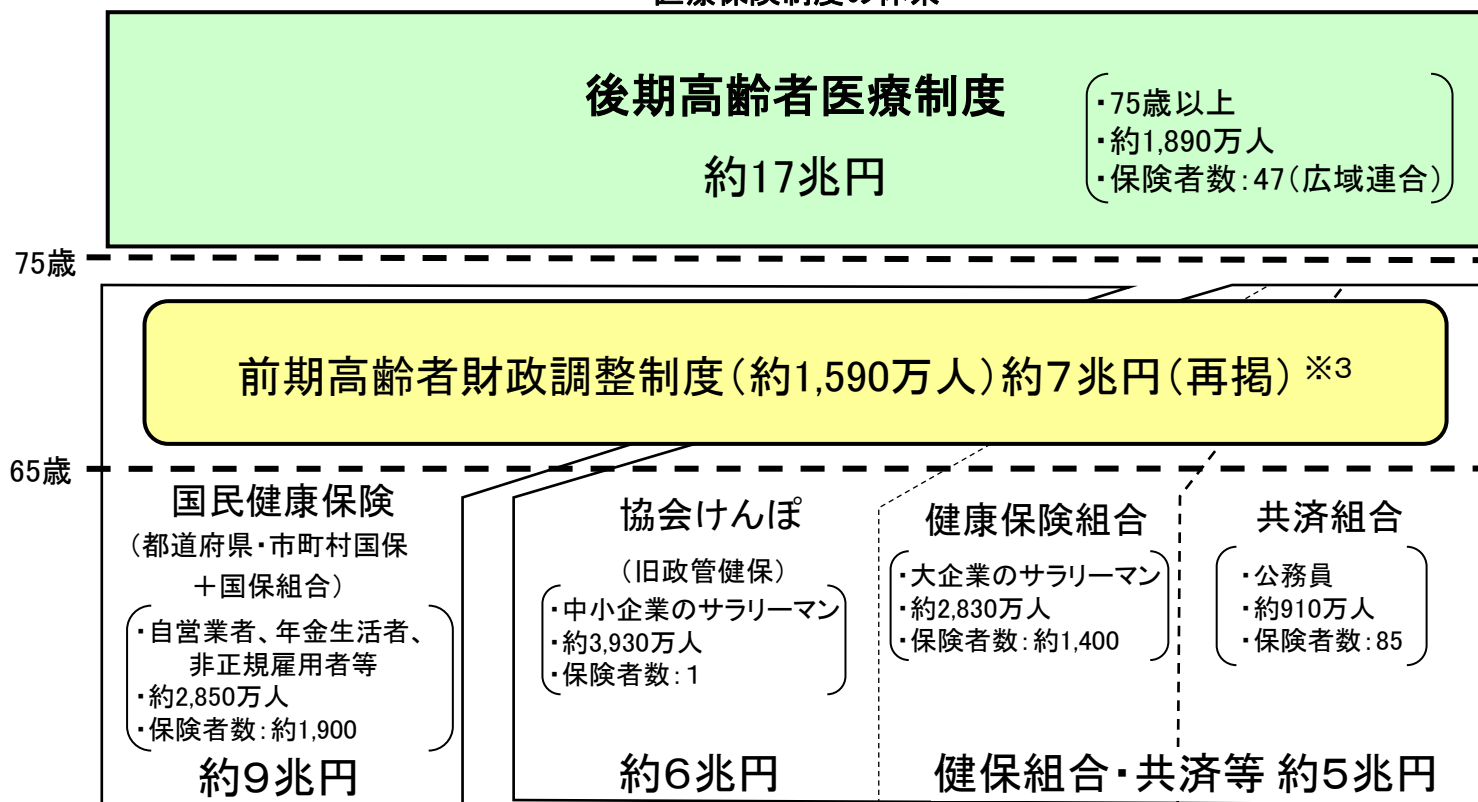 後期高齢者医療制度
約17兆円
・75歳以上
・約1,890万人
・保険者数:47(広域連合)
75歳
前期高齢者財政調整制度(約1,590万人)約7兆円(再掲)※3
65歳
国民健康保険
(都道府県・市町村国保
+国保組合)
・自営業者、年金生活者、
非正規雇用者等
・約2,850万人
・保険者数:約1,900
約9兆円
協会けんぽ
(旧政管健保)
・中小企業のサラリーマン
・約3,930万人
・保険者数:1
約6兆円
健康保険組合
・大企業のサラリーマン
・約2,830万人
・保険者数:約1,400
共済組合
・公務員
・約910万人
・保険者数:85
健保組合・共済等 約5兆円